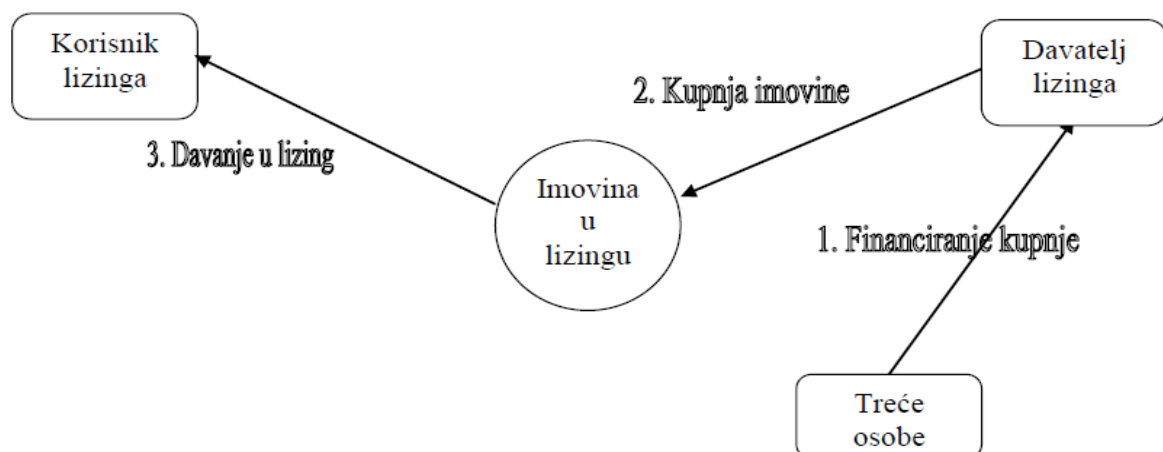 Korisnik
lizinga
Davatelj
lizinga
2. Kupnja imovine
3. Davanje u lizing
Imovina
u
lizingu
1. Financiranje kupnje
Treće
osobe